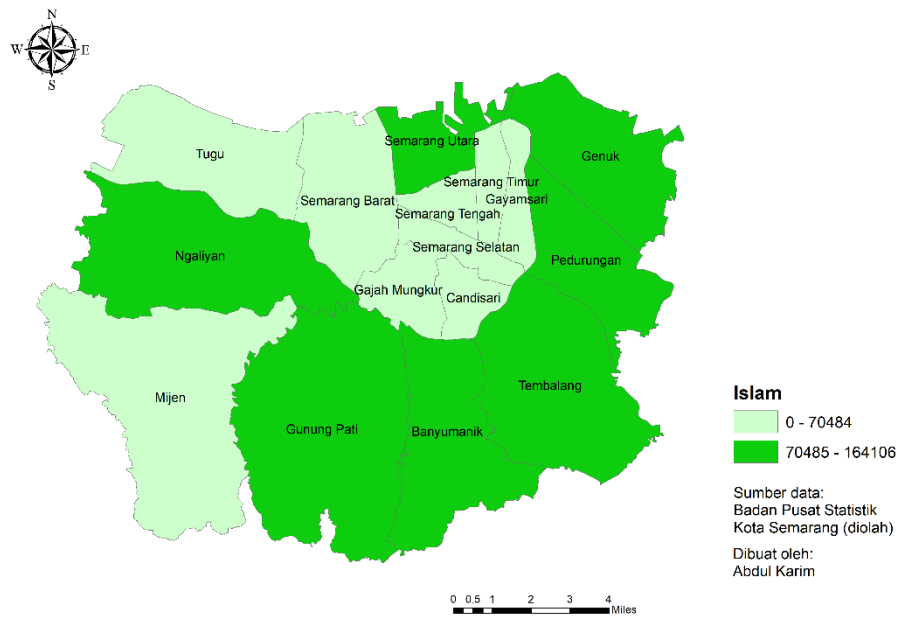 N
W E
S
Semarang Utara
Tugu
Genuk
Semarang Timur
Semarang Barat
Gayamsari
Semarang Tengah
Semarang Selatan
Ngaliyan
Pedurungan
Gajah Mungkur
Candisari
Tembalang
Mijen
Gunung Pati
Banyumanik
Islam
0 - 70484
70485 - 164106
Sumber data:
Badan Pusat Statistik
Kota Semarang (diolah)
Dibuat oleh:
Abdul Karim
0 0.5 1 2 3 4
Miles